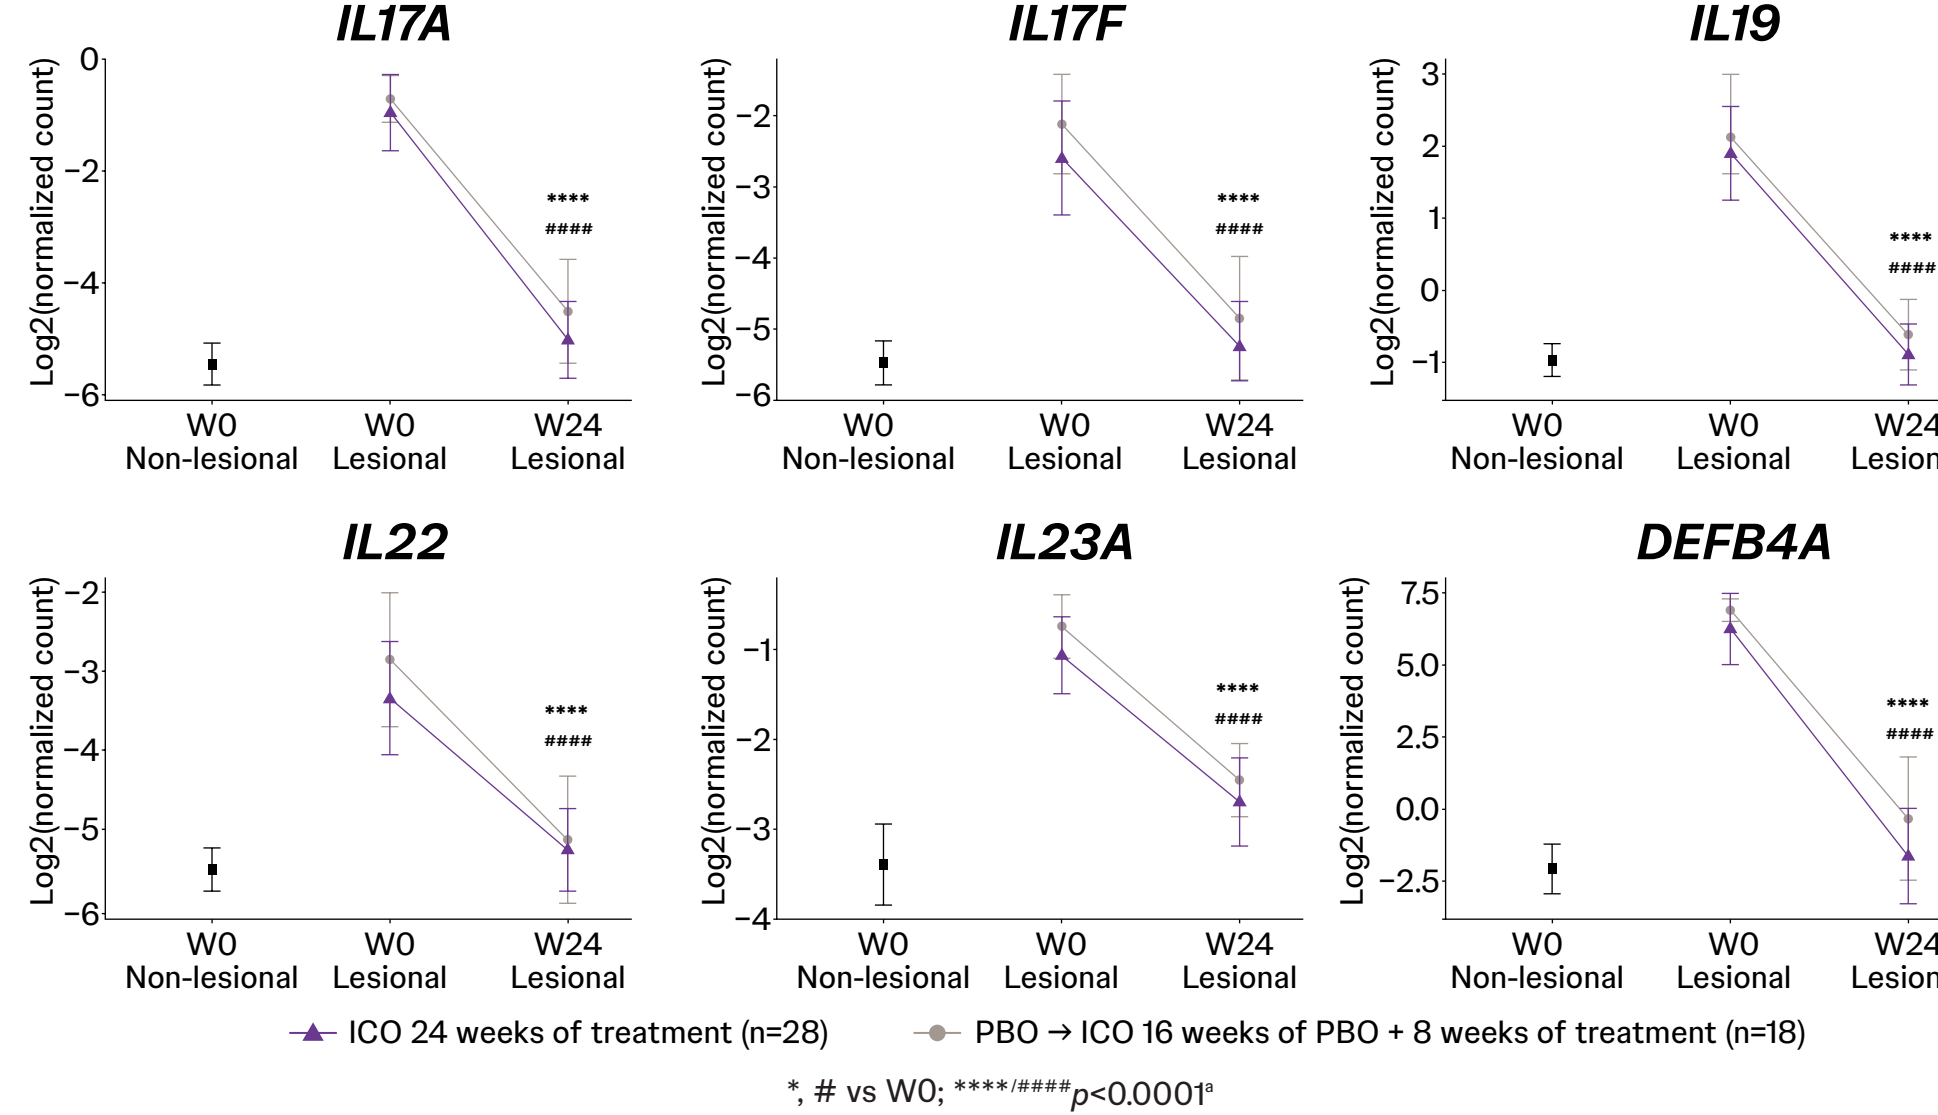 IL17A
IL17F
IL19
Log2(normalized count)
0
−2
−4
−6
****
####
W0
Non-lesional
W0
Lesional
W24
Lesional
Log2(normalized count)
−2
−3
−4
−5
−6
****
####
W0
Non-lesional
W0
Lesional
W24
Lesional
Log2(normalized count)
3
2
1
0
−1
****
####
W0
Non-lesional
W0
Lesional
W24
Lesion
IL22
IL23A
DEFB4A
Log2(normalized count)
−2
−3
−4
−5
−6
****
####
W0
Non-lesional
W0
Lesional
W24
Lesional
Log2(normalized count)
−1
−2
−3
−4
****
####
W0
Non-lesional
W0
Lesional
W24
Lesional
Log2(normalized count)
7.5
5.0
2.5
0.0
−2.5
****
####
W0
Non-lesional
W0
Lesional
W24
Lesion
ICO 24 weeks of treatment (n=28)
PBO → ICO 16 weeks of PBO + 8 weeks of treatment (n=18)
*, # vs W0; ****/####p<0.0001ª